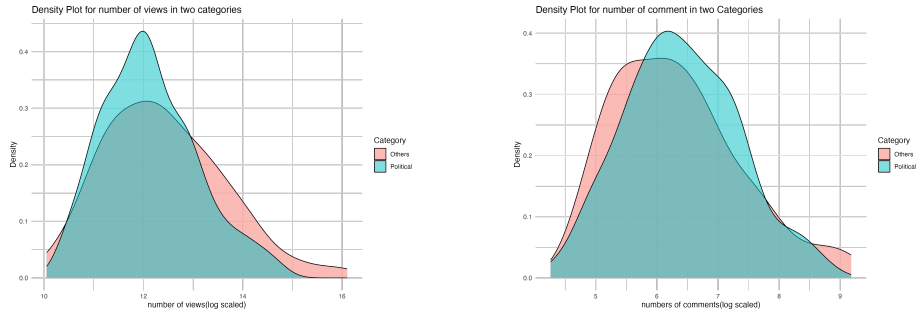 Density Plot for number of views in two categories
0.4
0.3
0.2
0.1
0.0
Density
10
12
14
16
number of views(log scaled)
Category
Others
Political
Density Plot for number of comment in two Categories
0.4
0.3
0.2
0.1
0.0
Density
5
6
7
8
9
numbers of comments(log scaled)
Category
Others
Political